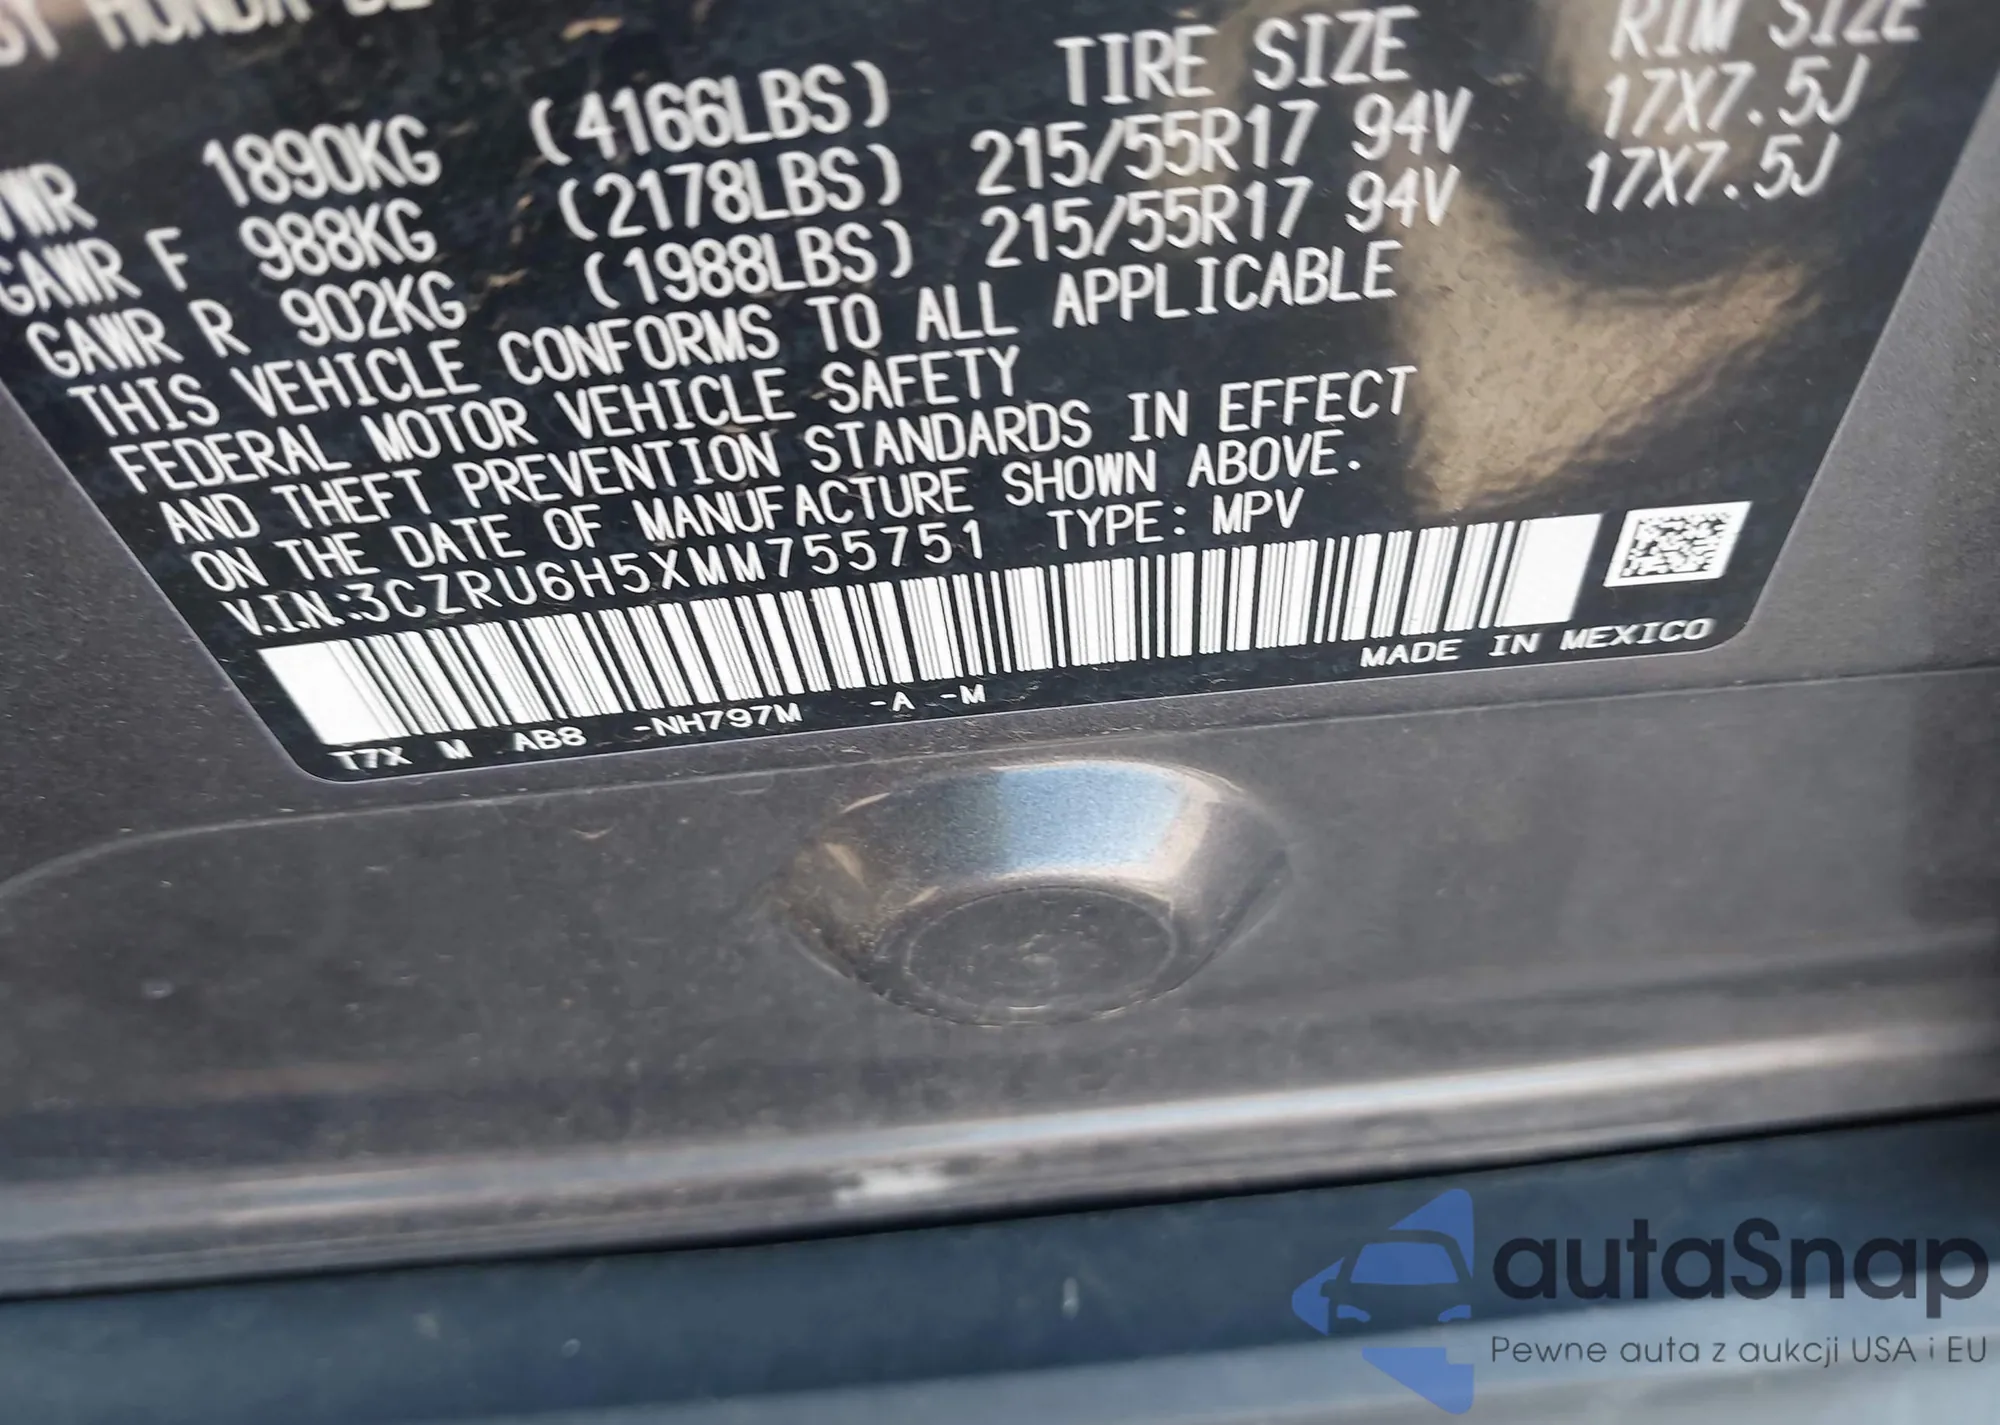 BY HONDA
TIRE SIZE RIM SIZE
1890KG (4166LBS)
GAWR F 988KG (2178LBS) 215/55R17 94V 17X7.5J
GAWR R 902KG (1988LBS) 215/55R17 94V 17X7.5J
THIS VEHICLE CONFORMS TO ALL APPLICABLE
FEDERAL MOTOR VEHICLE SAFETY
AND THEFT PREVENTION STANDARDS IN EFFECT
ON THE DATE OF MANUFACTURE SHOWN ABOVE.
V.I.N.:3CZRU6H5XMM755751 TYPE: MPV
MADE IN MEXICO
T7X M AB8 -NH797M -A -M
autaSnap
Pewne auta z aukcji USA i EU